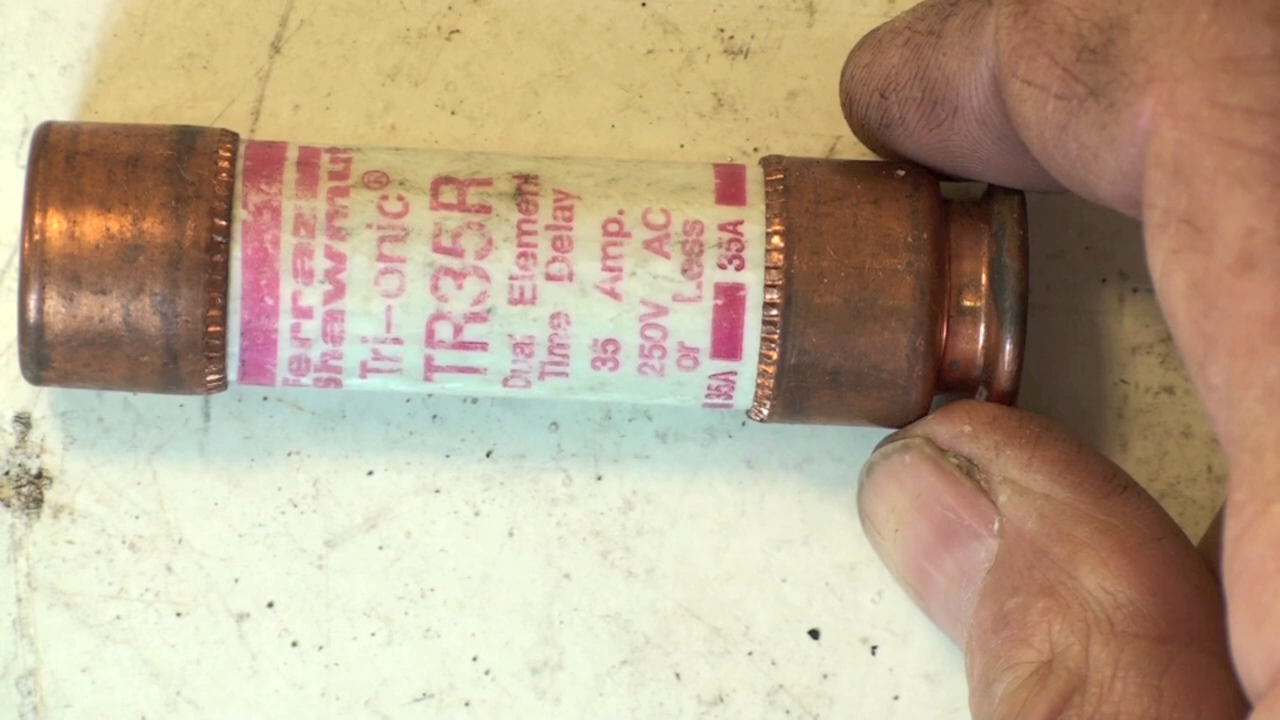 Ferraz
Shawmut
Tri-onic®
TR35R
Dual Element
Time Delay
35 Amp.
250V AC
or Less
35A 35A